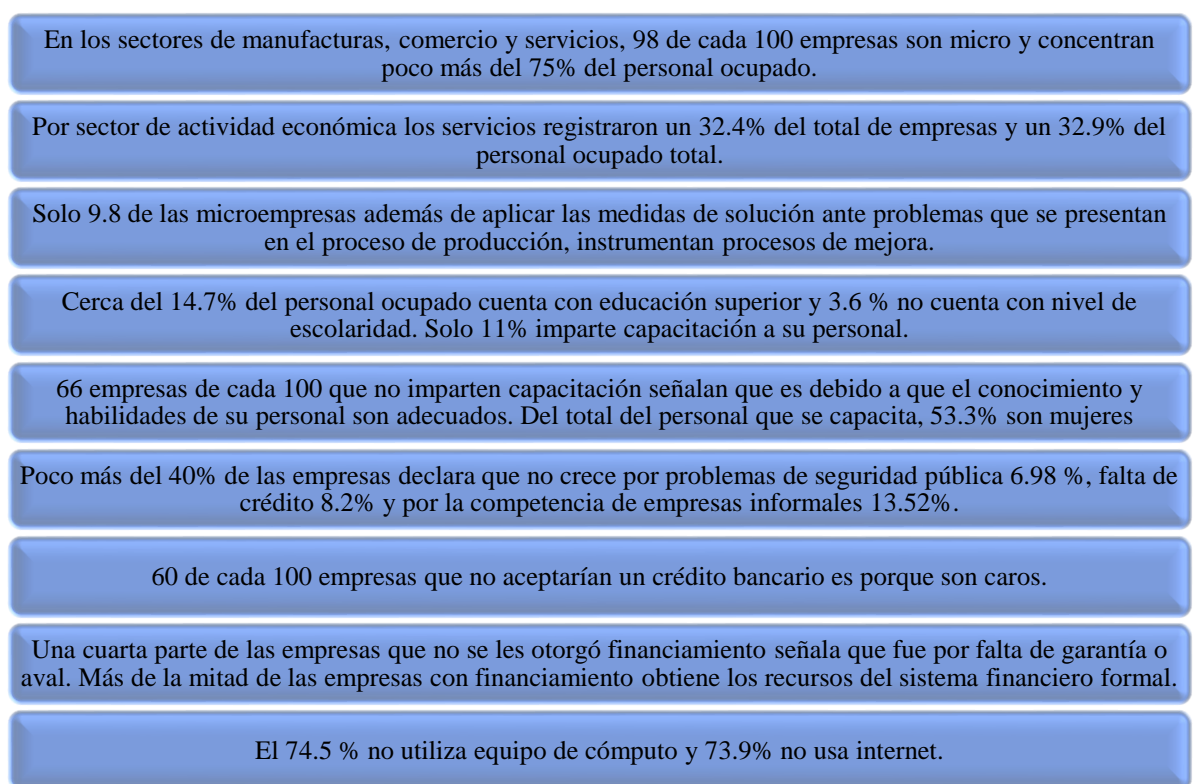 En los sectores de manufacturas, comercio y servicios, 98 de cada 100 empresas son micro y concentran
poco más del 75% del personal ocupado.
Por sector de actividad económica los servicios registraron un 32.4% del total de empresas y un 32.9% del
personal ocupado total.
Solo 9.8 de las microempresas además de aplicar las medidas de solución ante problemas que se presentan
en el proceso de producción, instrumentan procesos de mejora.
Cerca del 14.7% del personal ocupado cuenta con educación superior y 3.6 % no cuenta con nivel de
escolaridad. Solo 11% imparte capacitación a su personal.
66 empresas de cada 100 que no imparten capacitación señalan que es debido a que el conocimiento y
habilidades de su personal son adecuados. Del total del personal que se capacita, 53.3% son mujeres
Poco más del 40% de las empresas declara que no crece por problemas de seguridad pública 6.98 %, falta de
crédito 8.2% y por la competencia de empresas informales 13.52%.
60 de cada 100 empresas que no aceptarían un crédito bancario es porque son caros.
Una cuarta parte de las empresas que no se les otorgó financiamiento señala que fue por falta de garantía o
aval. Más de la mitad de las empresas con financiamiento obtiene los recursos del sistema financiero formal.
El 74.5 % no utiliza equipo de cómputo y 73.9% no usa internet.